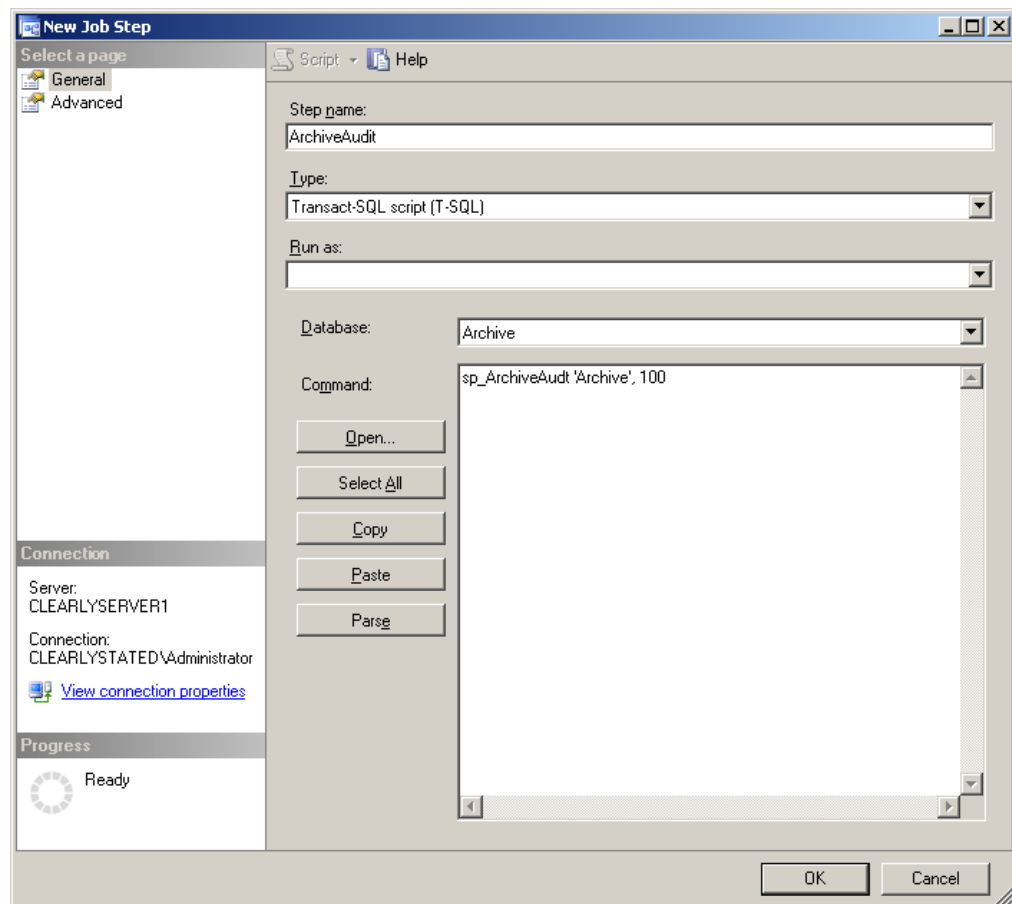 New Job Step
Select a page
General
Advanced
Script
Help
Step name:
ArchiveAudit
Type:
Transact-SQL script (T-SQL)
Run as:
Database:
Archive
Command:
sp_ArchiveAudt 'Archive', 100
Open...
Select All
Copy
Paste
Parse
Connection
Server:
CLEARLYSERVER1
Connection:
CLEARLYSTATED\Administrator
View connection properties
Progress
Ready
OK
Cancel